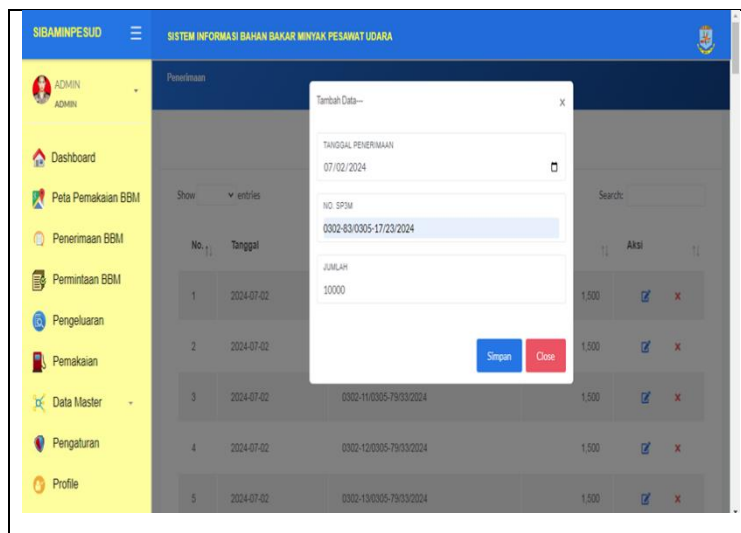 SIBAMINPESUD
SISTEM INFORMASI BAHAN BAKAR MINYAK PESAWAT UDARA
ADMIN
ADMIN
Dashboard
Peta Pemakaian BBM
Penerimaan BBM
Permintaan BBM
Pengeluaran
Pemakaian
Data Master
Pengaturan
Profile
Penerimaan
Tambah Data---
x
TANGGAL PENERIMAAN
07/02/2024
NO. SP3M
0302-83/0305-17/23/2024
JUMLAH
10000
Simpan Close
Show entries Search:
No. Tanggal Aksi
1 2024-07-02 1,500 x
2 2024-07-02 1,500 x
3 2024-07-02 0302-11/0305-79/33/2024 1,500 x
4 2024-07-02 0302-12/0305-79/33/2024 1,500 x
5 2024-07-02 0302-13/0305-79/33/2024 1,500 x